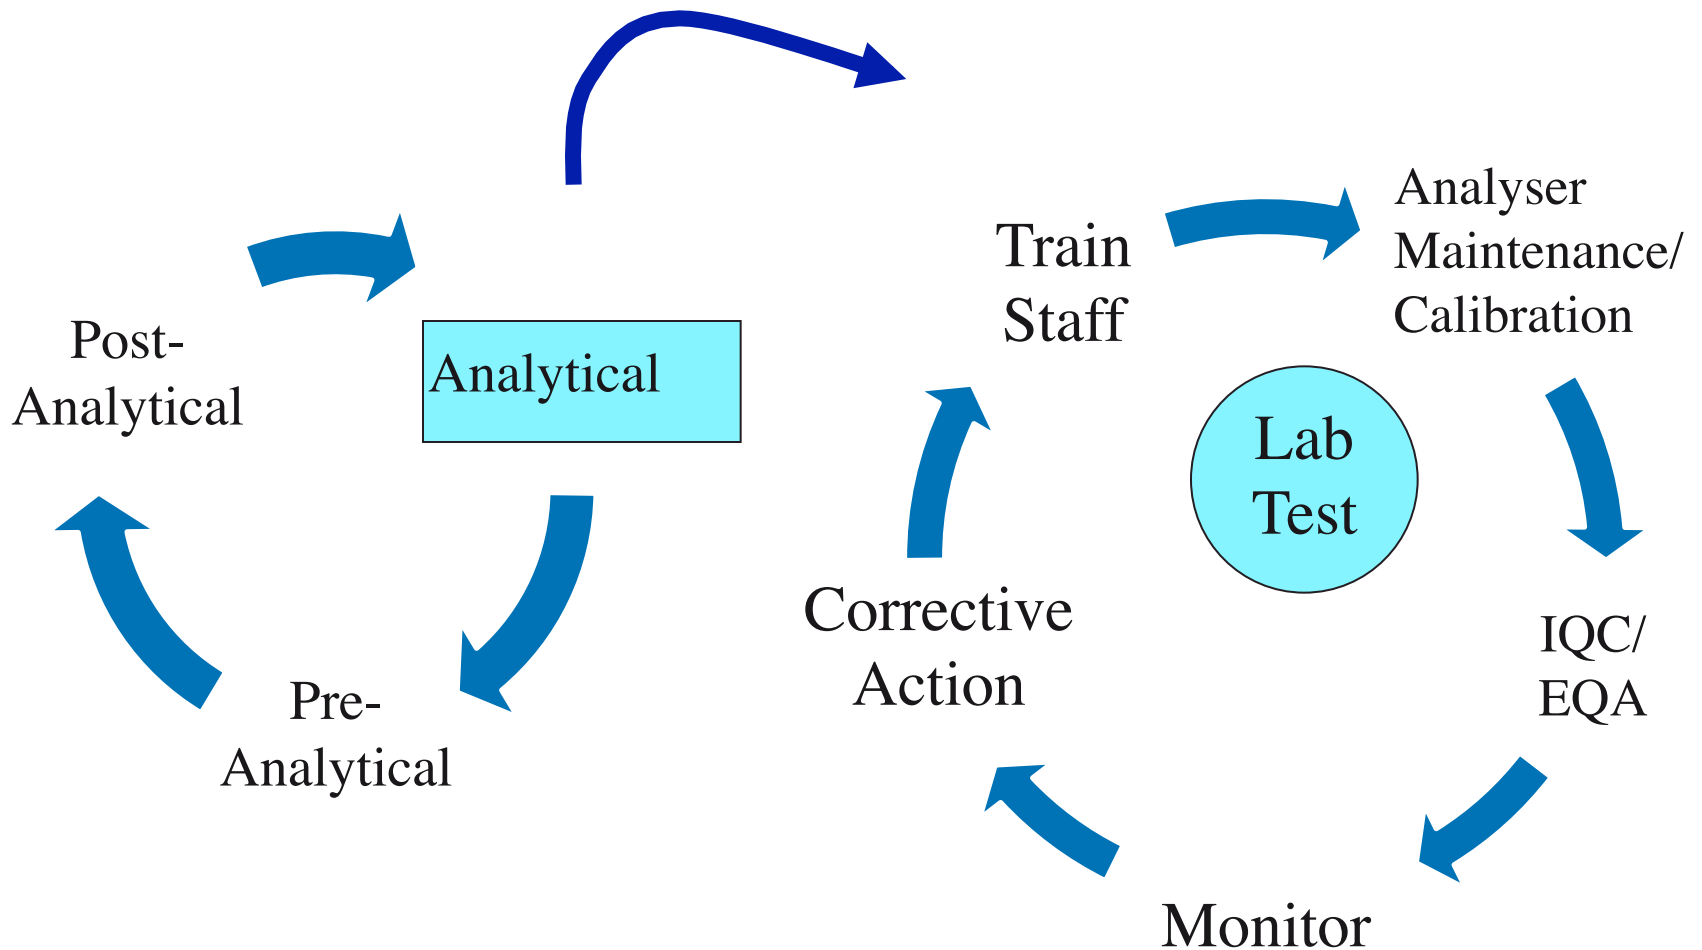 Post-
Analytical
Analytical
Pre-
Analytical
Train
Staff
Analyser
Maintenance/
Calibration
Lab
Test
IQC/
EQA
Monitor
Corrective
Action